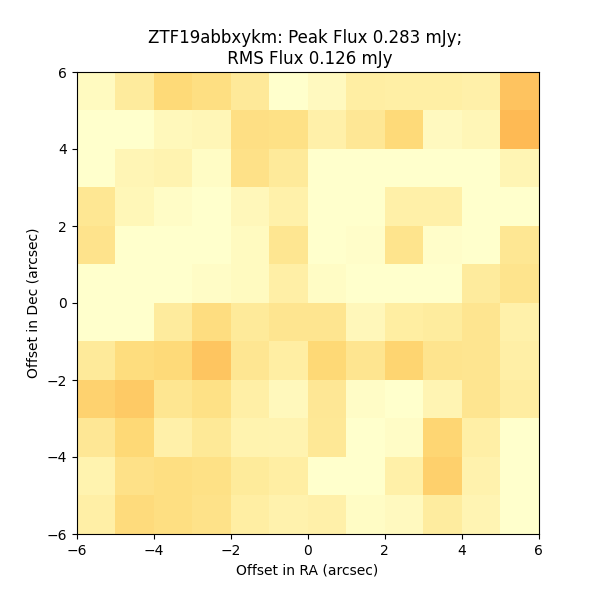 ZTF19abbxykm: Peak Flux 0.283 mJy;
RMS Flux 0.126 mJy
6
4
2
0
−2
−4
−6
Offset in Dec (arcsec)
−6 −4 −2 0 2 4 6
Offset in RA (arcsec)